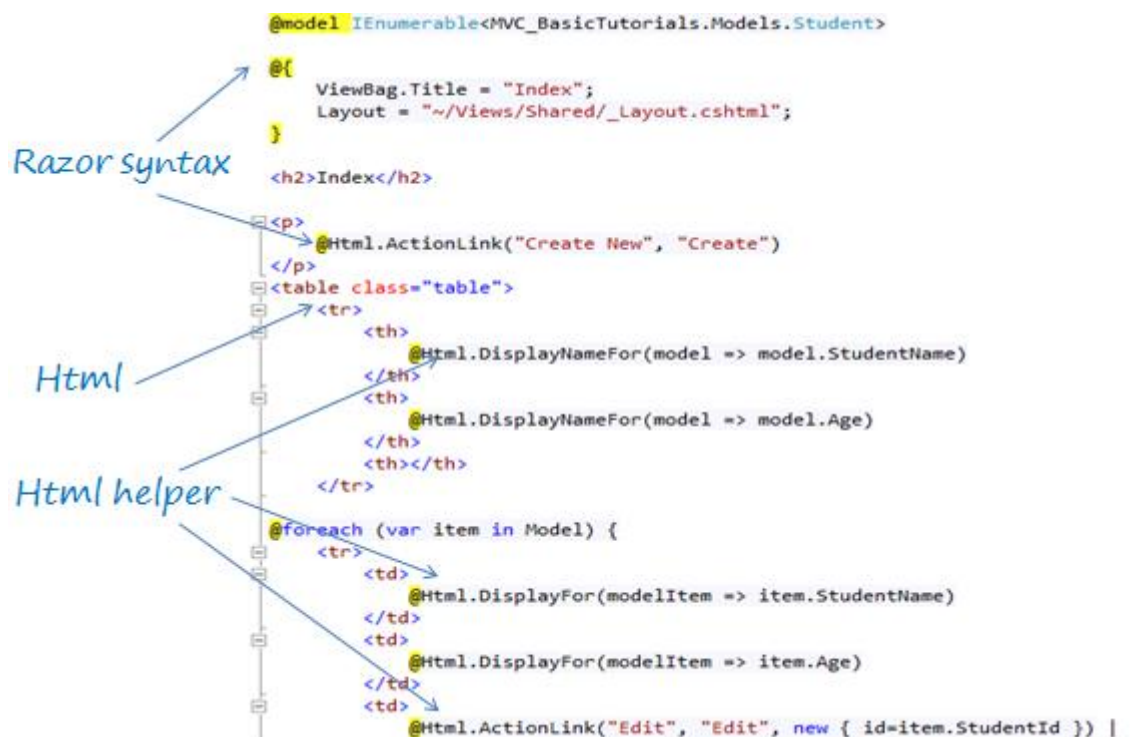 @model IEnumerable<MVC_BasicTutorials.Models.Student>
@{
ViewBag.Title = "Index";
Layout = "~/Views/Shared/_Layout.cshtml";
}
Razor syntax
<h2>Index</h2>
<p>
@Html.ActionLink("Create New", "Create")
</p>
<table class="table">
<tr>
<th>
@Html.DisplayNameFor(model => model.StudentName)
Html
</th>
<th>
@Html.DisplayNameFor(model => model.Age)
</th>
<th></th>
</tr>
Html helper
@foreach (var item in Model) {
<tr>
<td>
@Html.DisplayFor(modelItem => item.StudentName)
</td>
<td>
@Html.DisplayFor(modelItem => item.Age)
</td>
<td>
@Html.ActionLink("Edit", "Edit", new { id=item.StudentId }) |